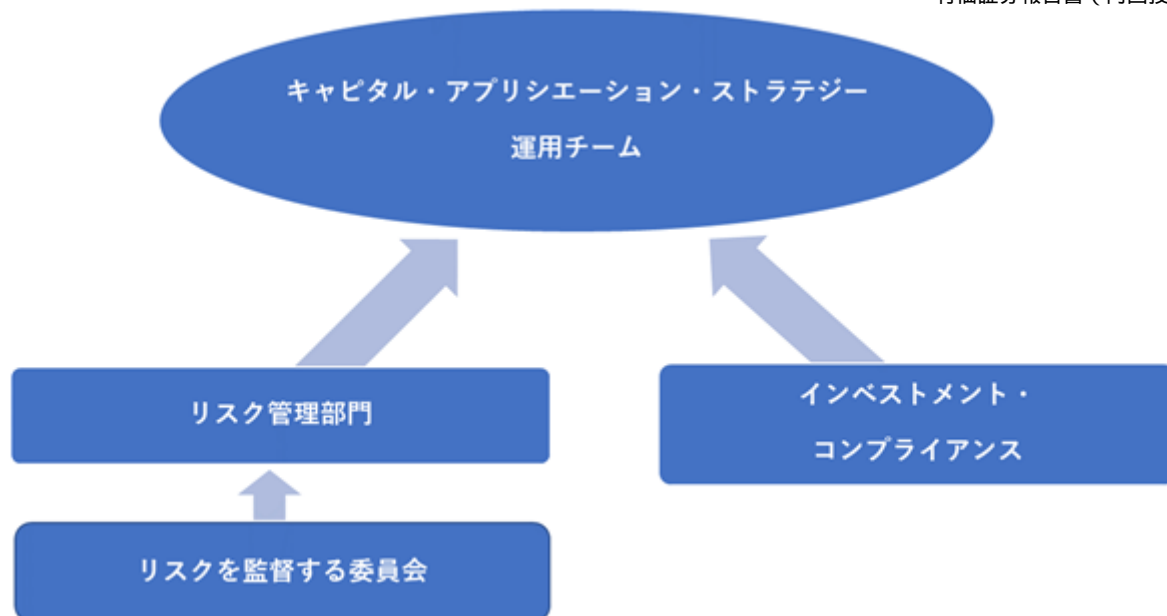 キャピタル・アプリシエーション・ストラテジー
運用チーム
リスク管理部門
インベストメント・
コンプライアンス
リスクを監督する委員会